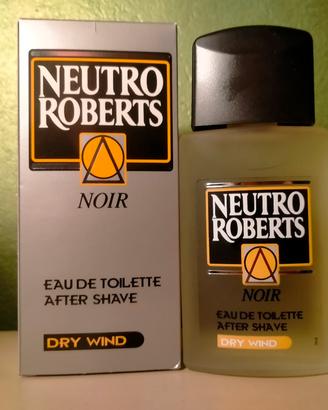 NEUTRO
ROBERTS
NOIR
EAU DE TOILETTE
AFTER SHAVE
DRY WIND
NEUTRO
ROBERTS
NOIR
EAU DE TOILETTE
AFTER SHAVE
DRY WIND